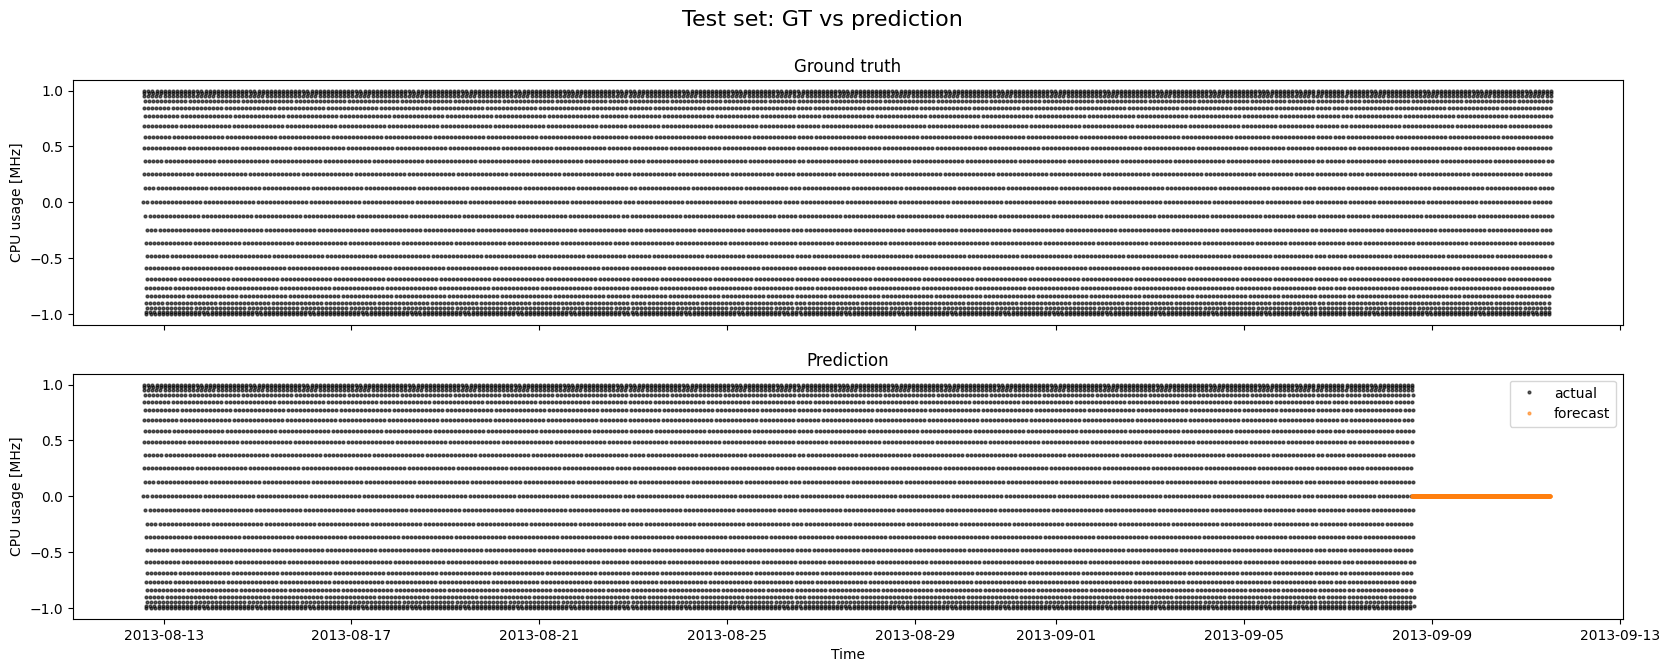 Test set: GT vs prediction
Ground truth
CPU usage [MHz]
1.0
0.5
0.0
−0.5
−1.0
Prediction
CPU usage [MHz]
1.0
0.5
0.0
−0.5
−1.0
actual
forecast
2013-08-13 2013-08-17 2013-08-21 2013-08-25 2013-08-29 2013-09-01 2013-09-05 2013-09-09 2013-09-13
Time